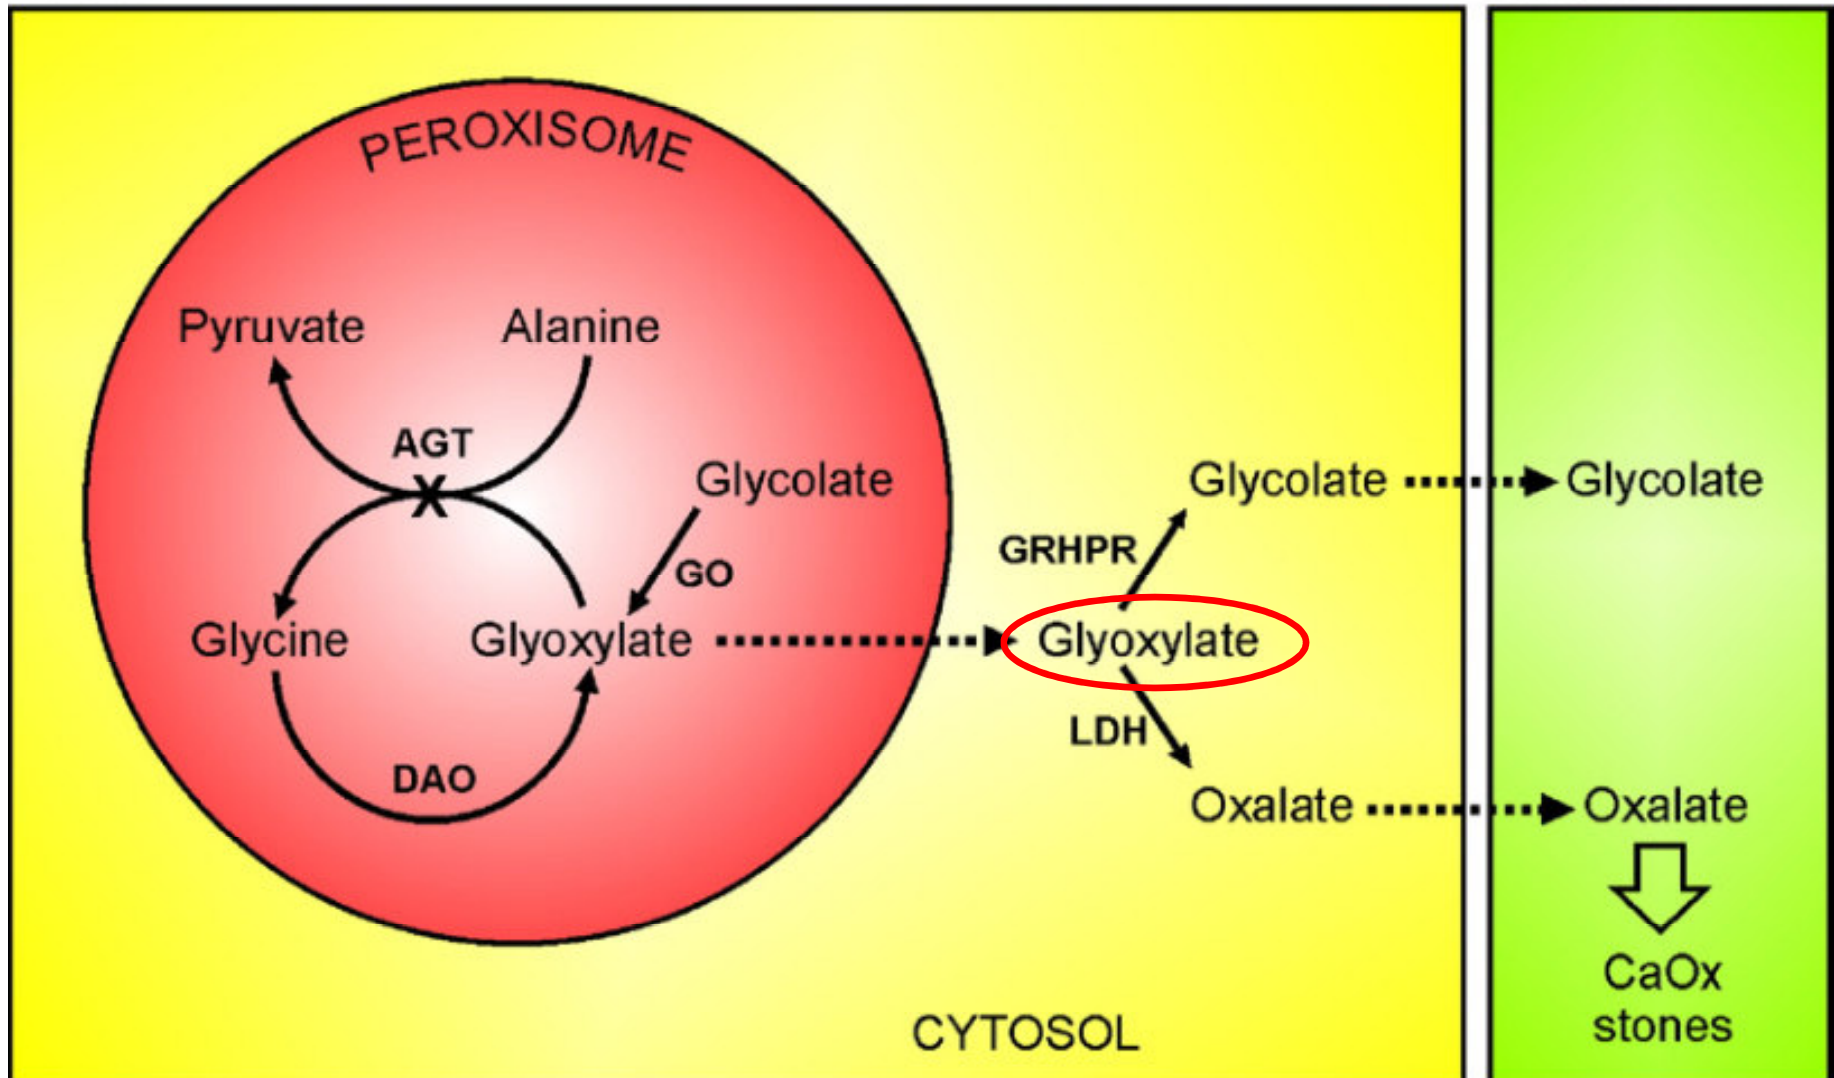 PEROXISOME
Pyruvate
Alanine
AGT
X
Glycolate
GO
Glycine
Glyoxylate
DAO
Glycolate
GRHPR
Glyoxylate
LDH
Oxalate
CYTOSOL
Glycolate
Oxalate
CaOx
stones